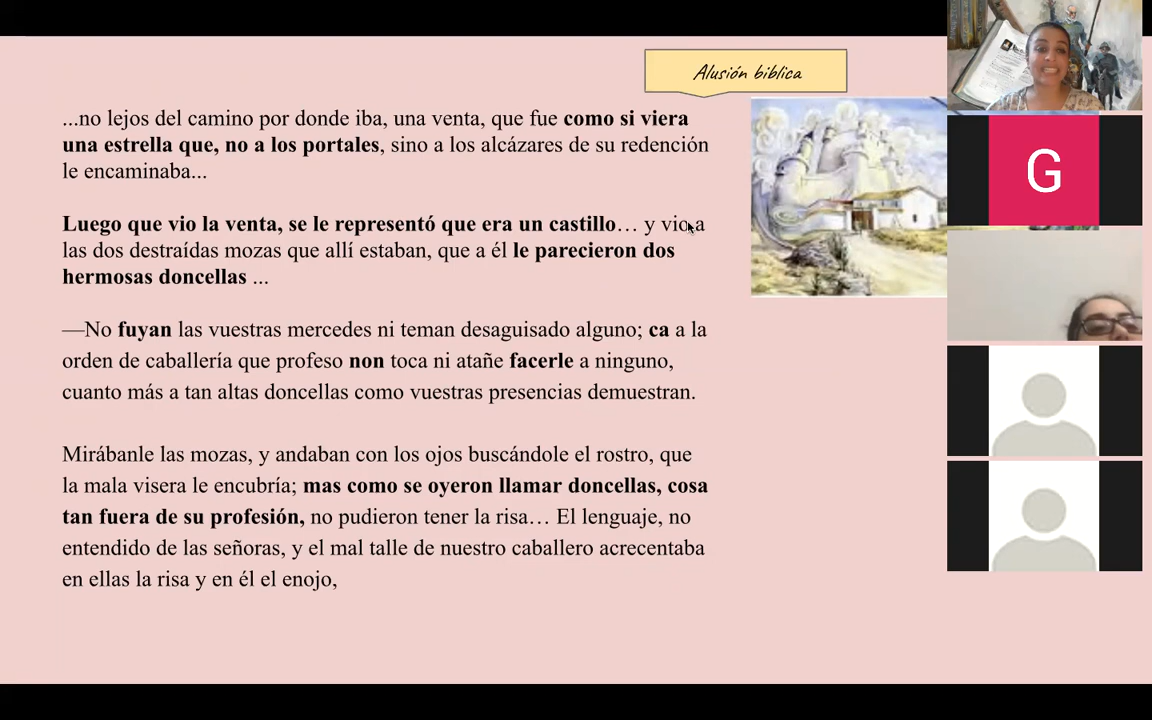 Alusión biblica
...no lejos del camino por donde iba, una venta, que fue como si viera
una estrella que, no a los portales, sino a los alcázares de su redención
le encaminaba...
Luego que vio la venta, se le representó que era un castillo… y vio a
las dos destraídas mozas que allí estaban, que a él le parecieron dos
hermosas doncellas ...
—No fuyan las vuestras mercedes ni teman desaguisado alguno; ca a la
orden de caballería que profeso non toca ni atañe facerle a ninguno,
cuanto más a tan altas doncellas como vuestras presencias demuestran.
Mirábanle las mozas, y andaban con los ojos buscándole el rostro, que
la mala visera le encubría; mas como se oyeron llamar doncellas, cosa
tan fuera de su profesión, no pudieron tener la risa… El lenguaje, no
entendido de las señoras, y el mal talle de nuestro caballero acrecentaba
en ellas la risa y en él el enojo,
G